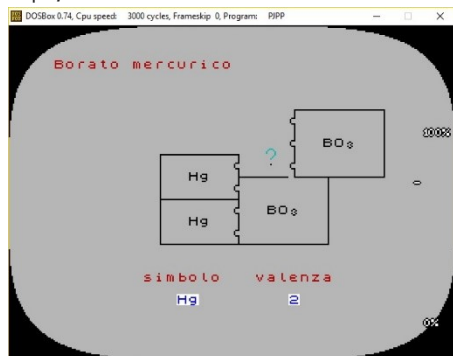 DOSBox 0.74, Cpu speed: 3000 cycles, Frameskip 0, Program: PJPP
Borato mercurico
100%
BO₃
?
Hg
Hg
BO₃
simbolo valenza
Hg 2
0%